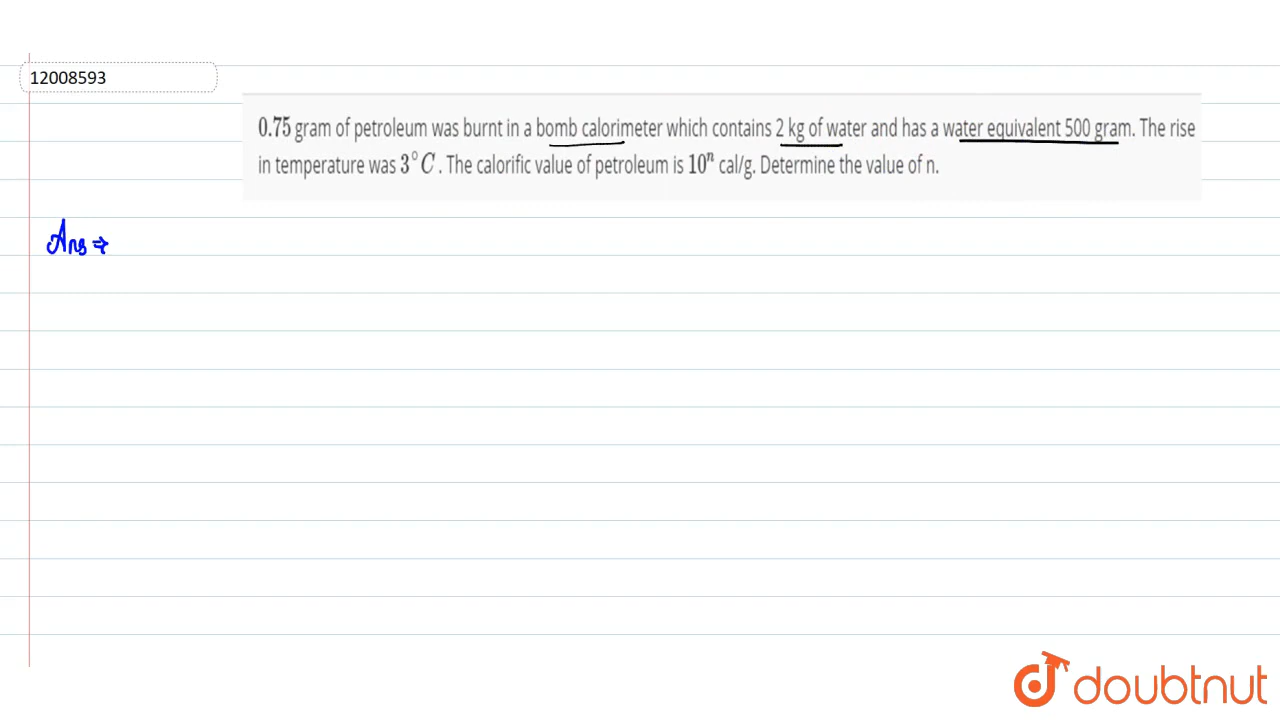 12008593
0.75 gram of petroleum was burnt in a bomb calorimeter which contains 2 kg of water and has a water equivalent 500 gram. The rise
in temperature was 3°C. The calorific value of petroleum is 10ⁿ cal/g. Determine the value of n.
Ans ⇒
doubtnut